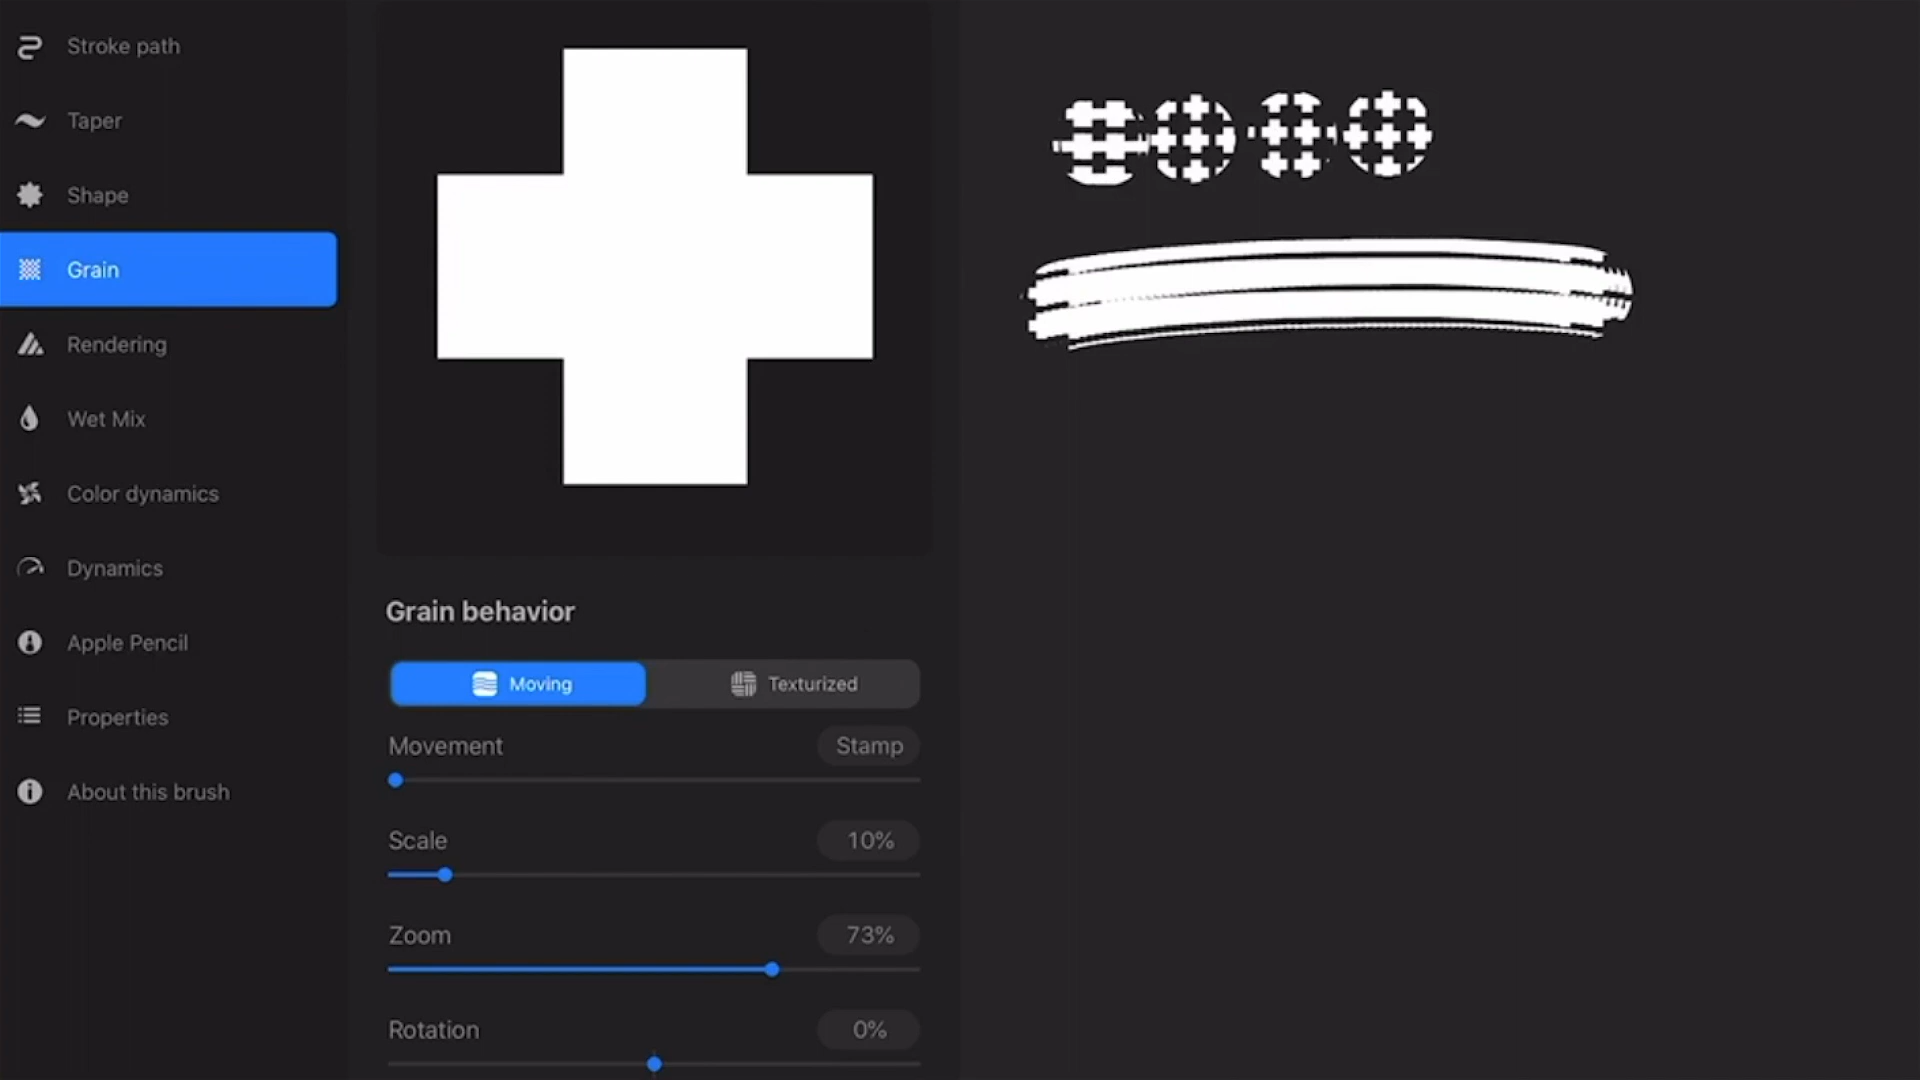 Stroke path
Taper
Shape
Grain
Rendering
Wet Mix
Color dynamics
Dynamics
Apple Pencil
Properties
About this brush
Grain behavior
Moving
Texturized
Movement
Stamp
Scale
10%
Zoom
73%
Rotation
0%